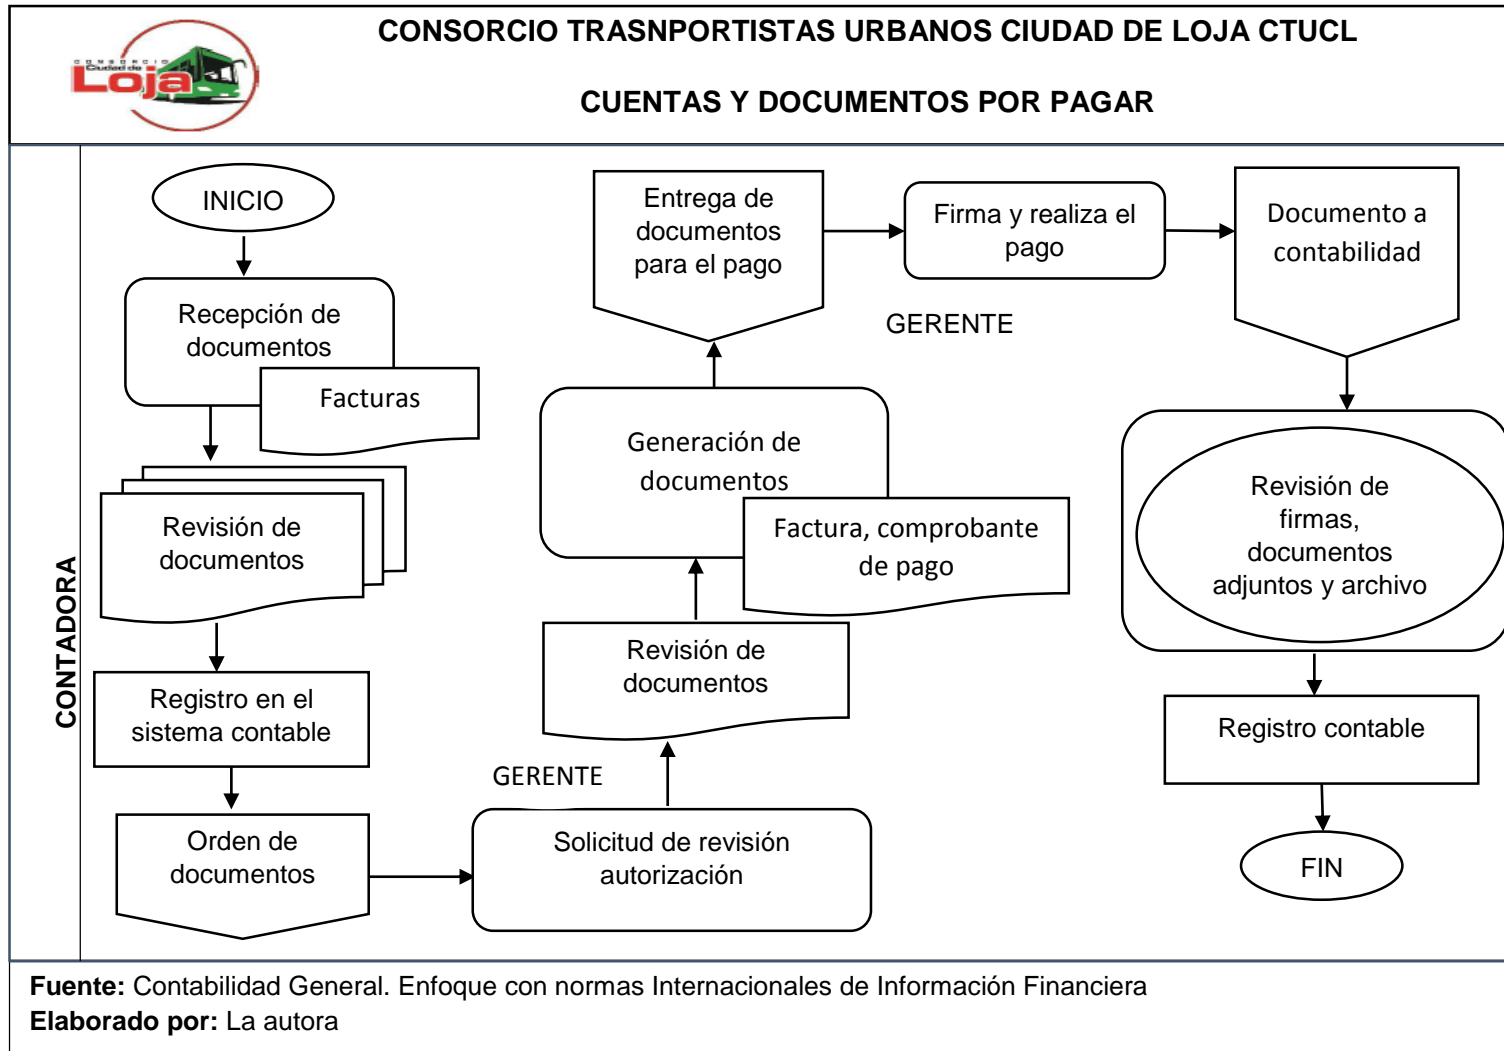 CONSORCIO TRASNPORTISTAS URBANOS CIUDAD DE LOJA CTUCL
CONSORCIO
Ciudad de
Loja
CUENTAS Y DOCUMENTOS POR PAGAR
CONTADORA
INICIO
Recepción de
documentos
Facturas
Revisión de
documentos
Registro en el
sistema contable
Orden de
documentos
Solicitud de revisión
autorización
GERENTE
Revisión de
documentos
Generación de
documentos
Factura, comprobante
de pago
Entrega de
documentos
para el pago
Firma y realiza el
pago
GERENTE
Documento a
contabilidad
Revisión de
firmas,
documentos
adjuntos y archivo
Registro contable
FIN
Fuente: Contabilidad General. Enfoque con normas Internacionales de Información Financiera
Elaborado por: La autora